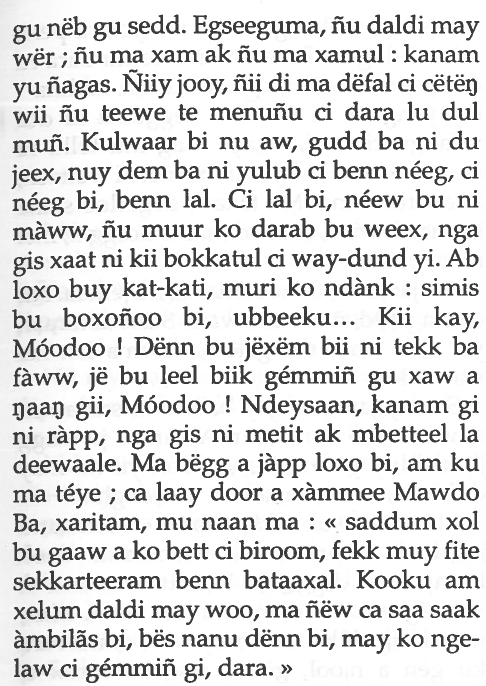 gu nëb gu sedd. Egseeguma, ñu daldi may
wër ; ñu ma xam ak ñu ma xamul : kanam
yu ñagas. Ñiiy jooy, ñii di ma dëfal ci cëtëŋ
wii ñu teewe te menuñu ci dara lu dul
muñ. Kulwaar bi nu aw, gudd ba ni du
jeex, nuy dem ba ni yulub ci benn néeg, ci
néeg bi, benn lal. Ci lal bi, néew bu ni
màww, ñu muur ko darab bu weex, nga
gis xaat ni kii bokkatul ci way-dund yi. Ab
loxo buy kat-kati, muri ko ndànk : simis
bu boxoñoo bi, ubbeeku... Kii kay,
Móodoo ! Dënn bu jëxëm bii ni tekk ba
fàww, jë bu leel biik gémmiñ gu xaw a
ŋaaŋ gii, Móodoo ! Ndeysaan, kanam gi
ni ràpp, nga gis ni metit ak mbetteel la
deewaale. Ma bëgg a jàpp loxo bi, am ku
ma téye ; ca laay door a xàmmee Mawdo
Ba, xaritam, mu naan ma : « saddum xol
bu gaaw a ko bett ci biroom, fekk muy fite
sekkarteeram benn bataaxal. Kooku am
xelum daldi may woo, ma ñëw ca saa saak
àmbilãs bi, bës nanu dënn bi, may ko nge-
law ci gémmiñ gi, dara. »